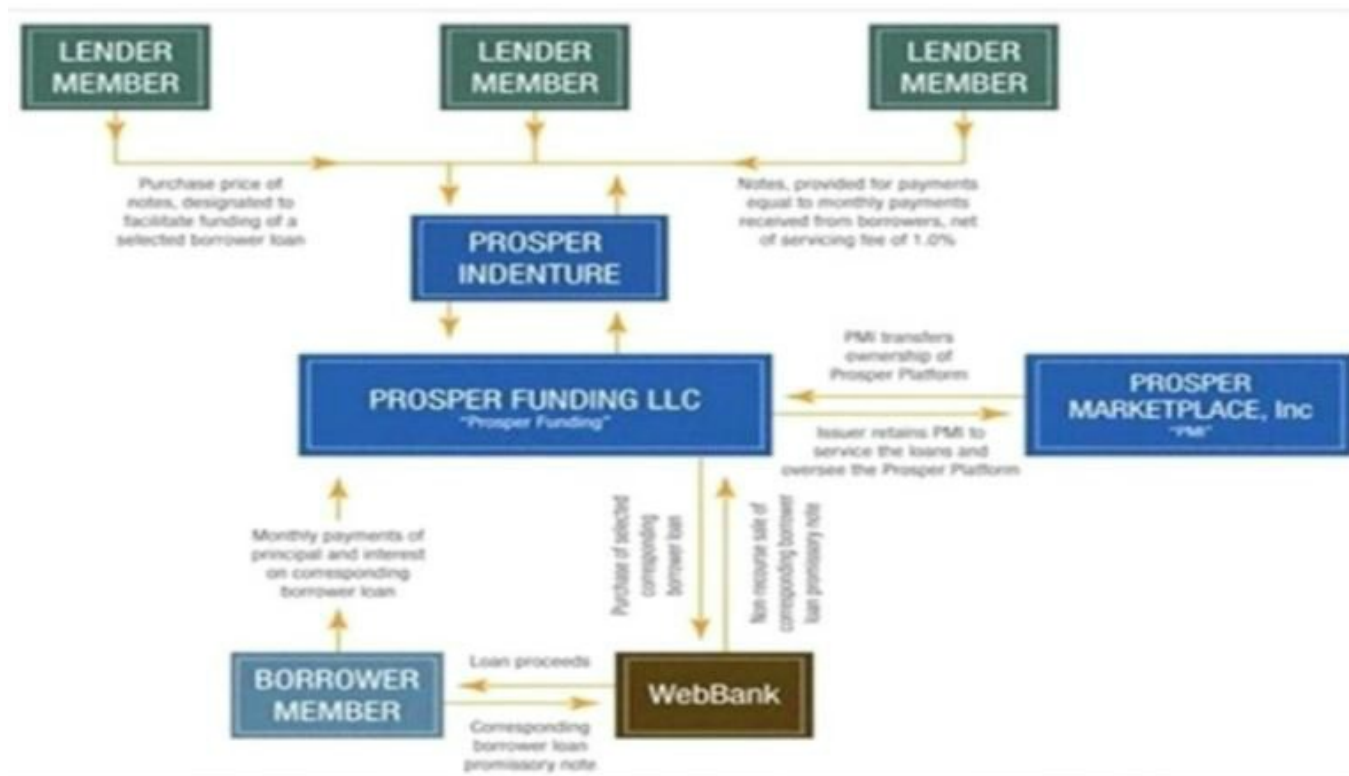 LENDER
MEMBER
LENDER
MEMBER
LENDER
MEMBER
Purchase price of
notes, designated to
facilitate funding of a
selected borrower loan
Notes, provided for payments
equal to monthly payments
received from borrowers, net
of servicing fee of 1.0%
PROSPER
INDENTURE
PROSPER FUNDING LLC
"Prosper Funding"
PMI transfers
ownership of
Prosper Platform
Issuer retains PMI to
service the loans and
oversee the Prosper Platform
PROSPER
MARKETPLACE, Inc
"PMI"
Monthly payments of
principal and interest
on corresponding
borrower loan
Purchase of selected
corresponding
borrower loan
Non recourse sale of
corresponding borrower
loan promissory note
BORROWER
MEMBER
Loan proceeds
Corresponding
borrower loan
promissory note
WebBank